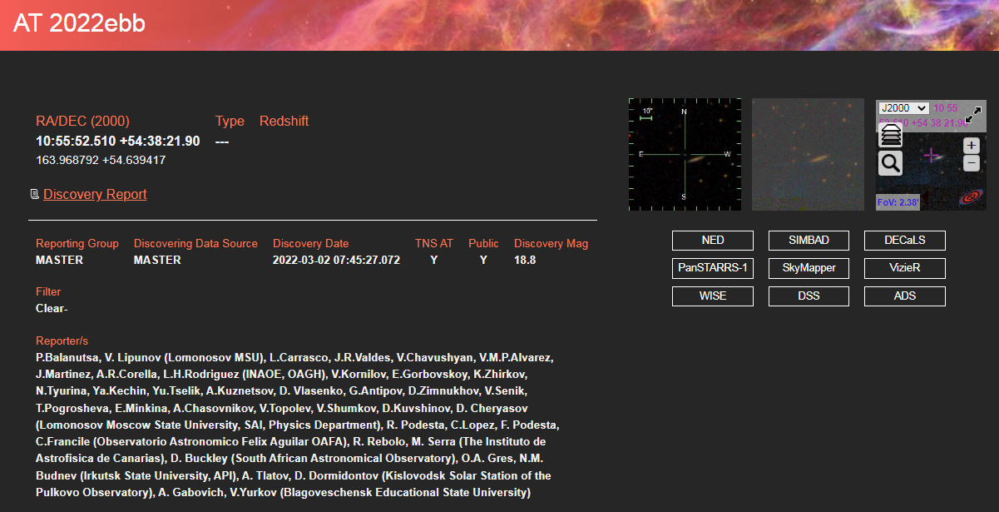 AT 2022ebb
RA/DEC (2000) Type Redshift
10:55:52.510 +54:38:21.90 ---
163.968792 +54.639417
Discovery Report
Reporting Group Discovering Data Source Discovery Date TNS AT Public Discovery Mag
MASTER MASTER 2022-03-02 07:45:27.072 Y Y 18.8
Filter
Clear-
Reporter/s
P.Balanutsa, V. Lipunov (Lomonosov MSU), L.Carrasco, J.R.Valdes, V.Chavushyan, V.M.P.Alvarez,
J.Martinez, A.R.Corella, L.H.Rodriguez (INAOE, OAGH), V.Kornilov, E.Gorbovskoy, K.Zhirkov,
N.Tyurina, Ya.Kechin, Yu.Tselik, A.Kuznetsov, D. Vlasenko, G.Antipov, D.Zimnukhov, V.Senik,
T.Pogrosheva, E.Minkina, A.Chasovnikov, V.Topolev, V.Shumkov, D.Kuvshinov, D. Cheryasov
(Lomonosov Moscow State University, SAI, Physics Department), R. Podesta, C.Lopez, F. Podesta,
C.Francile (Observatorio Astronomico Felix Aguilar OAFA), R. Rebolo, M. Serra (The Instituto de
Astrofisica de Canarias), D. Buckley (South African Astronomical Observatory), O.A. Gres, N.M.
Budnev (Irkutsk State University, API), A. Tlatov, D. Dormidontov (Kislovodsk Solar Station of the
Pulkovo Observatory), A. Gabovich, V.Yurkov (Blagoveschensk Educational State University)
10"
N
E W
S
J2000 10 55
52.510 +54 38 21.90
+
−
FoV: 2.38'
NED SIMBAD DECaLS
PanSTARRS-1 SkyMapper VizieR
WISE DSS ADS